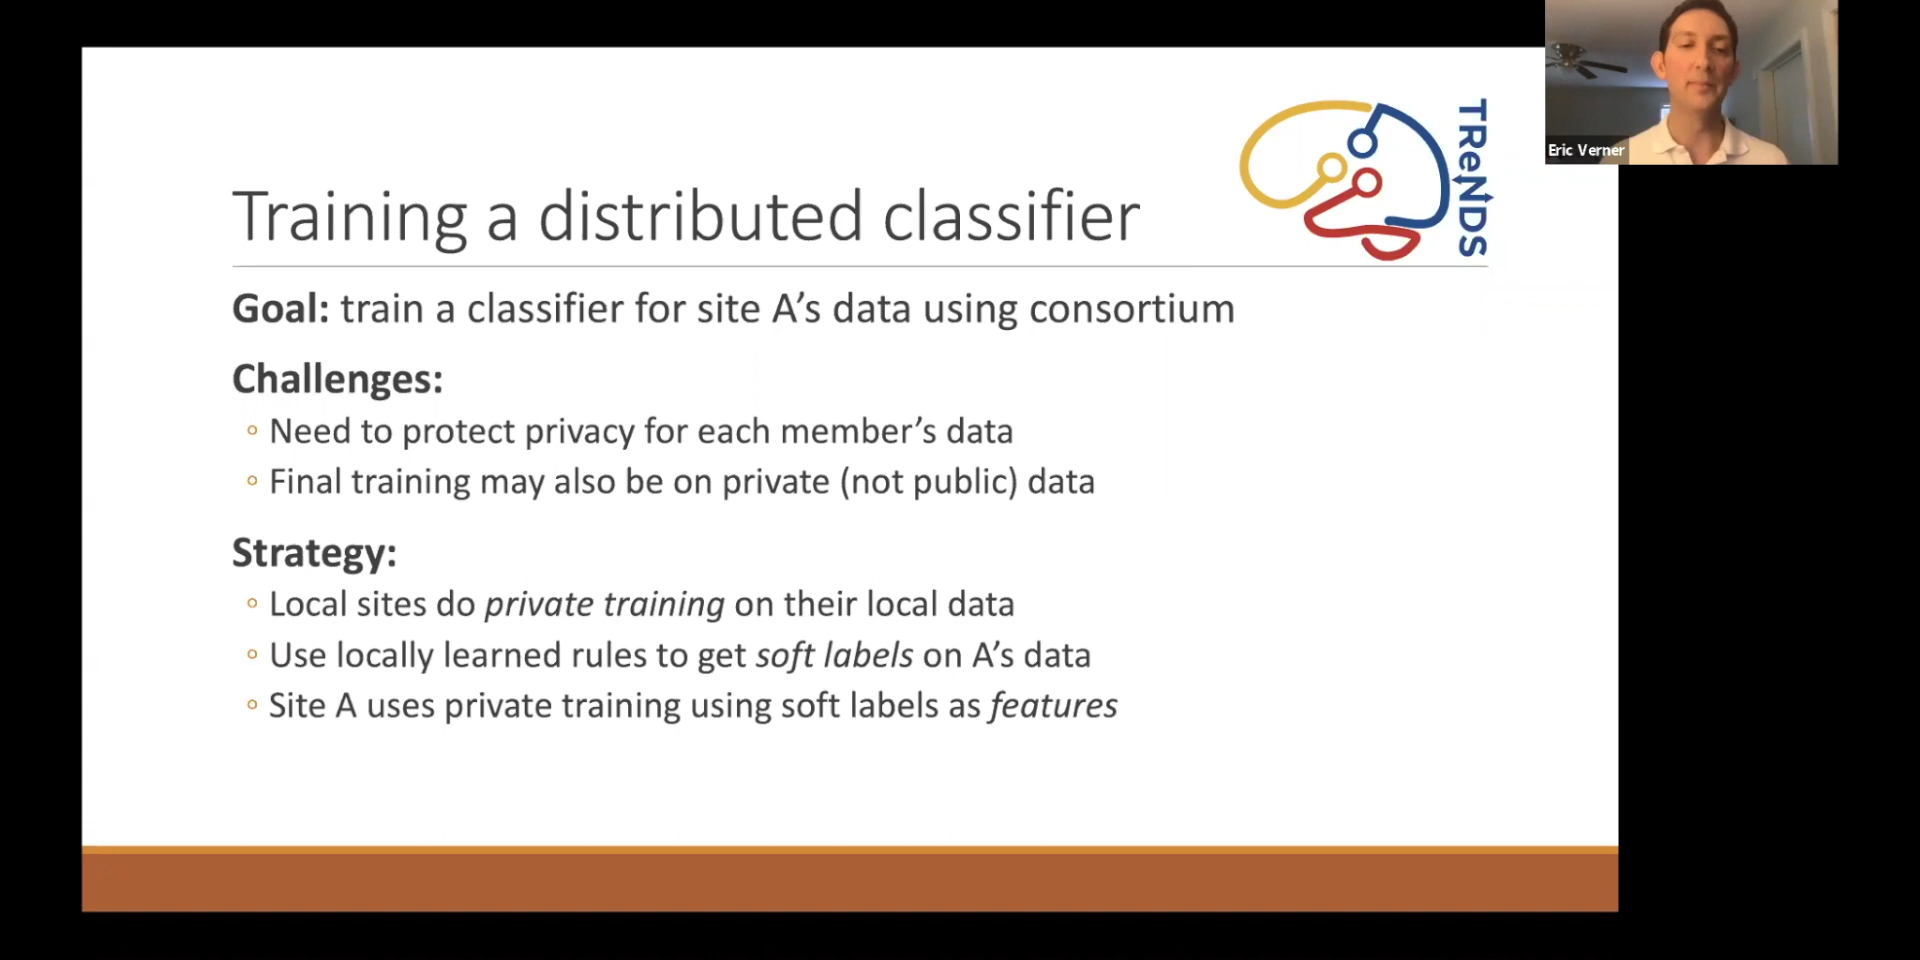 Eric Verner
TReNDS
Training a distributed classifier
Goal: train a classifier for site A’s data using consortium
Challenges:
◦ Need to protect privacy for each member’s data
◦ Final training may also be on private (not public) data
Strategy:
◦ Local sites do private training on their local data
◦ Use locally learned rules to get soft labels on A’s data
◦ Site A uses private training using soft labels as features